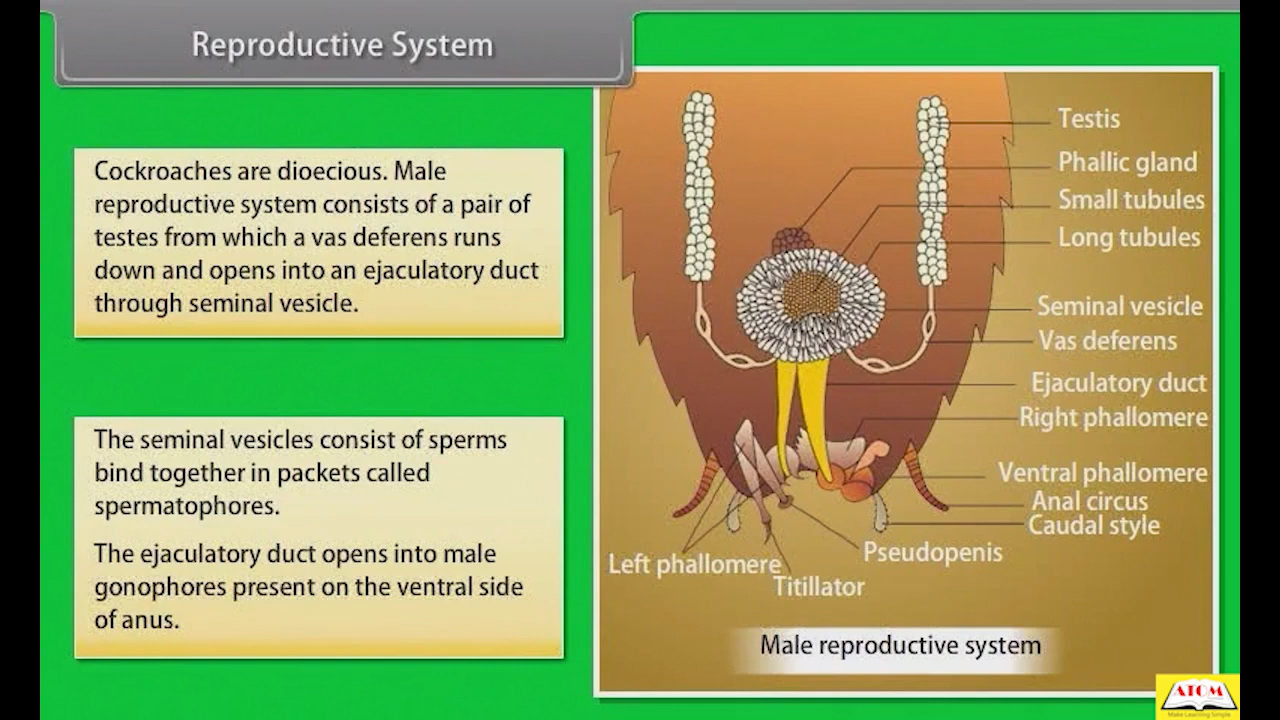 Reproductive System
Cockroaches are dioecious. Male
reproductive system consists of a pair of
testes from which a vas deferens runs
down and opens into an ejaculatory duct
through seminal vesicle.
The seminal vesicles consist of sperms
bind together in packets called
spermatophores.
The ejaculatory duct opens into male
gonophores present on the ventral side
of anus.
Testis
Phallic gland
Small tubules
Long tubules
Seminal vesicle
Vas deferens
Ejaculatory duct
Right phallomere
Ventral phallomere
Anal circus
Caudal style
Pseudopenis
Left phallomere
Titillator
Male reproductive system
ATOM
Make Learning Simple